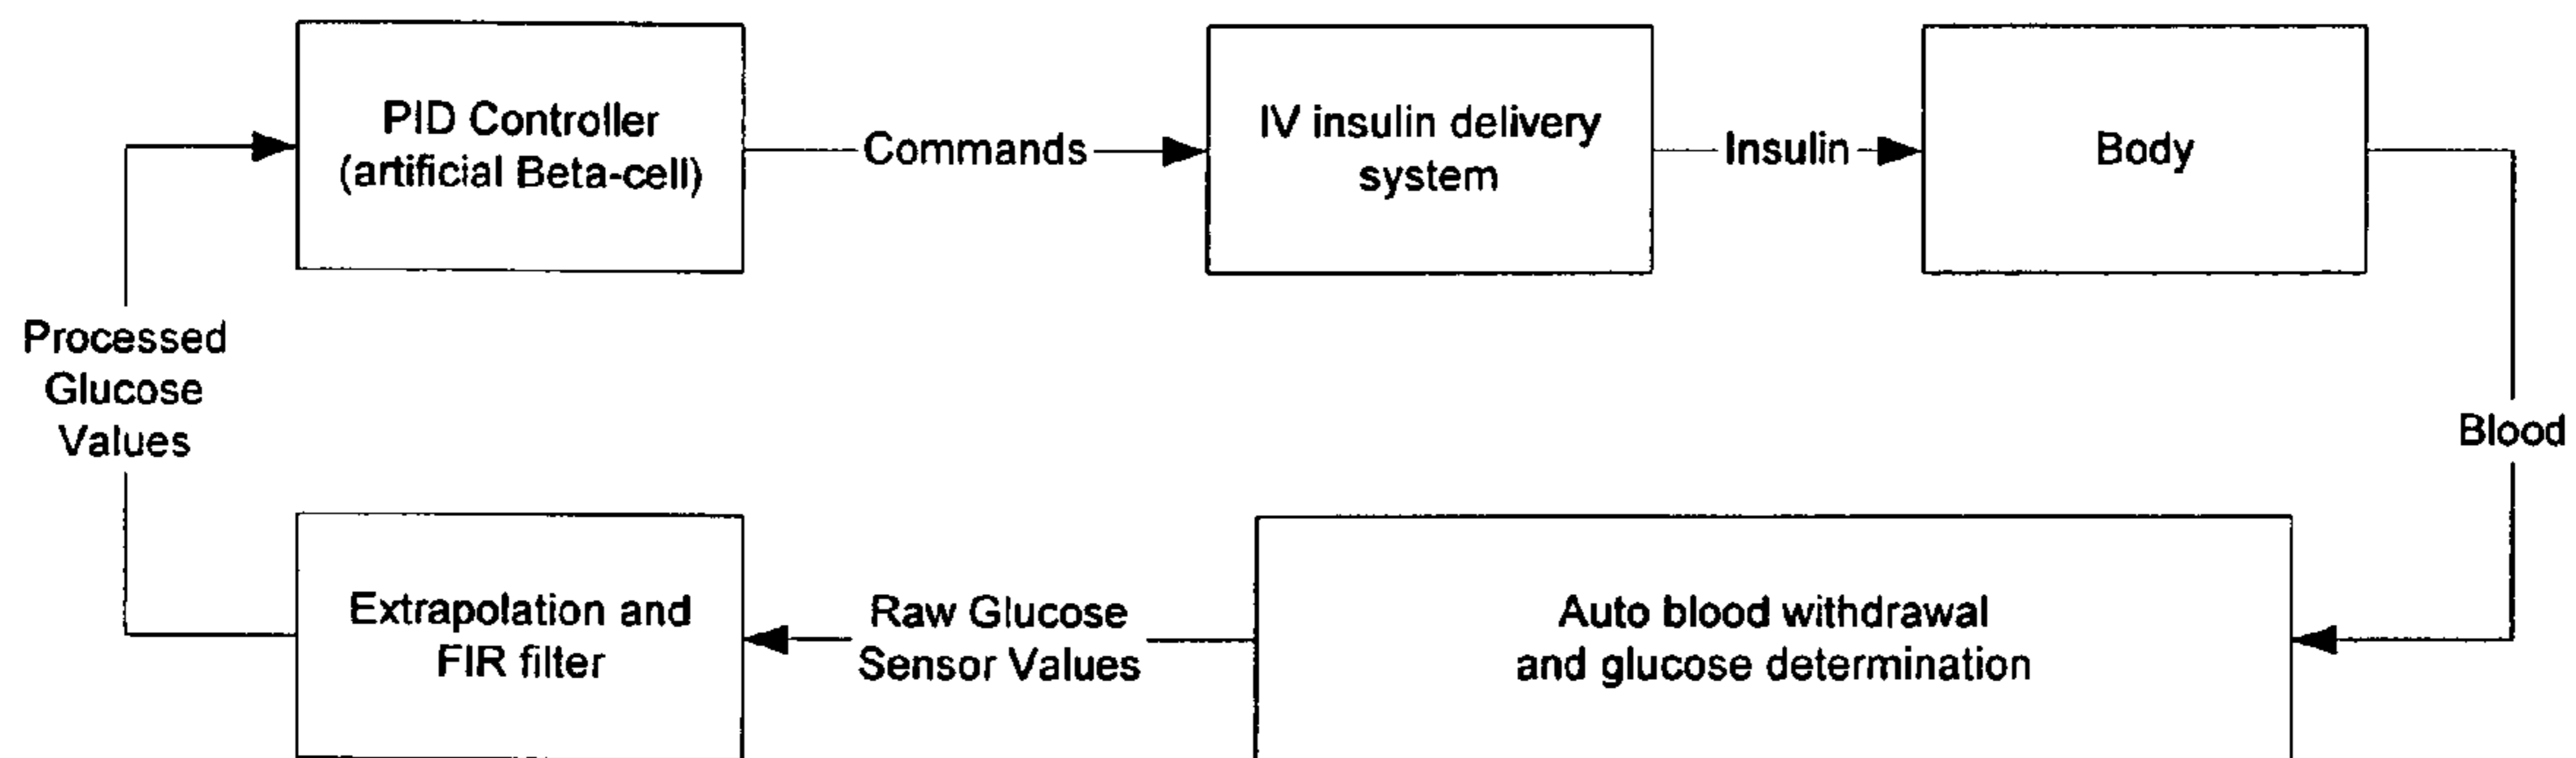 PID Controller
(artificial Beta-cell)
Commands
IV insulin delivery
system
Insulin
Body
Processed
Glucose
Values
Blood
Extrapolation and
FIR filter
Raw Glucose
Sensor Values
Auto blood withdrawal
and glucose determination